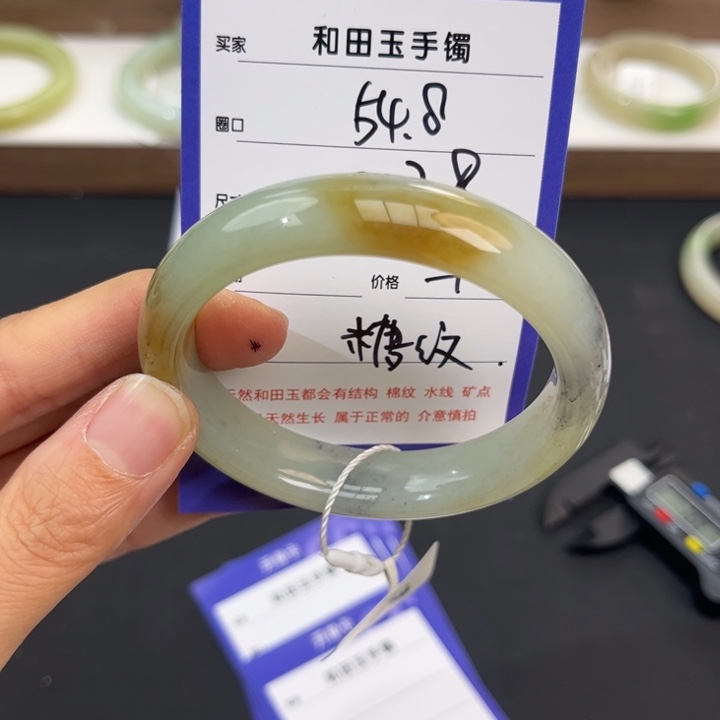 买家 和田玉手镯
圈口 54.8
尺
价格
糖纹.
天然和田玉都会有结构 棉纹 水线 矿点
天然生长 属于正常的 介意慎拍